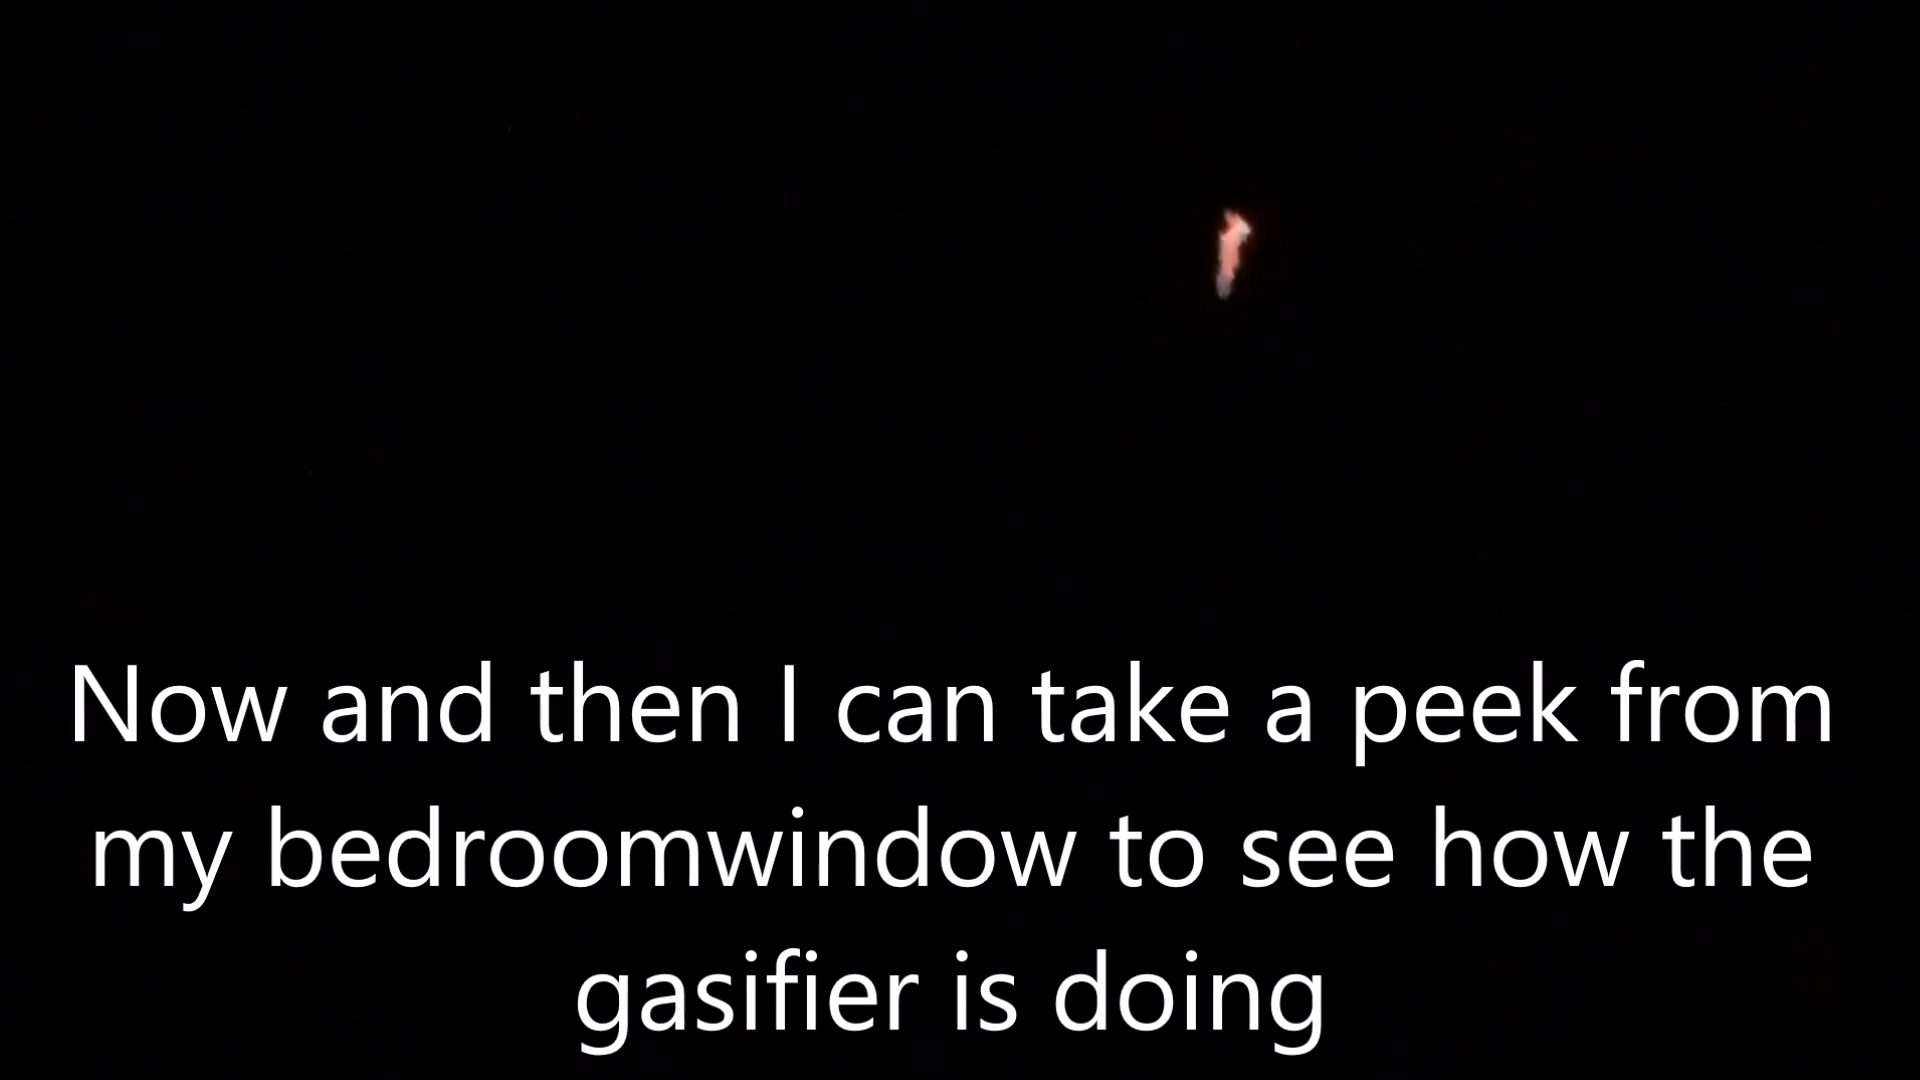 Now and then I can take a peek from
my bedroomwindow to see how the
gasifier is doing